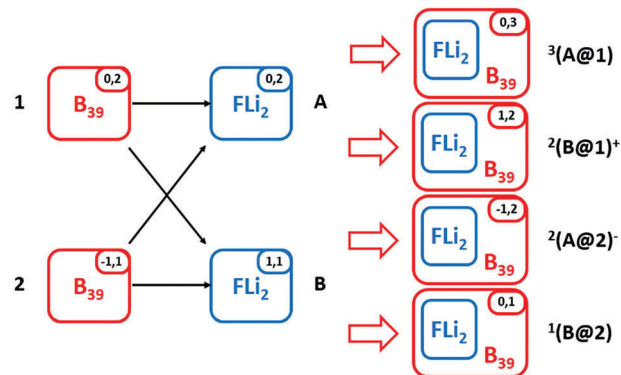 1 B₃₉ 0,2 FLi₂ 0,2 A
2 B₃₉ -1,1 FLi₂ 1,1 B
FLi₂ B₃₉ 0,3 ³(A@1)
FLi₂ B₃₉ 1,2 ²(B@1)⁺
FLi₂ B₃₉ -1,2 ²(A@2)⁻
FLi₂ B₃₉ 0,1 ¹(B@2)